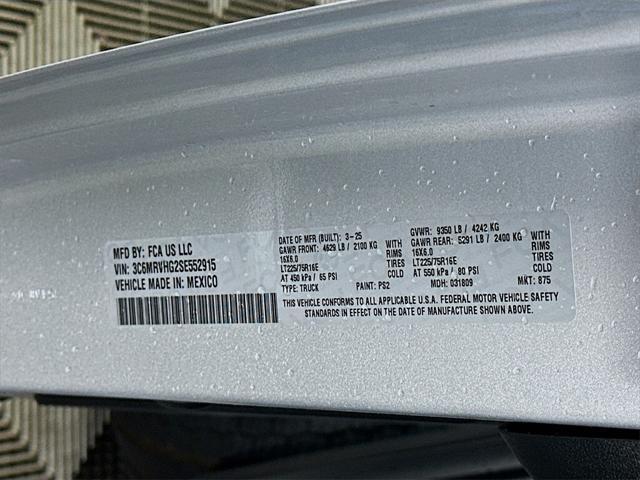 MFD BY: FCA US LLC
VIN: 3C6MRVHG2SE552915
VEHICLE MADE IN: MEXICO
DATE OF MFR (BUILT): 3-25
GAWR FRONT: 4629 LB / 2100 KG WITH
16X6.0 RIMS
LT225/75R16E TIRES
AT 450 kPa / 65 PSI
TYPE: TRUCK PAINT: PS2
GVWR: 9350 LB / 4242 KG
GAWR REAR: 5291 LB / 2400 KG WITH
16X6.0 RIMS
LT225/75R16E TIRES
AT 550 kPa / 80 PSI
MDH: 031809 MKT: 875
THIS VEHICLE CONFORMS TO ALL APPLICABLE U.S.A. FEDERAL MOTOR VEHICLE SAFETY
STANDARDS IN EFFECT ON THE DATE OF MANUFACTURE SHOWN ABOVE.